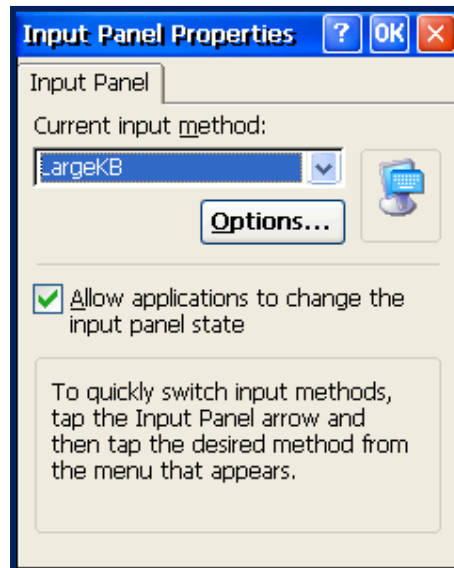 Input Panel Properties ? OK ×
Input Panel
Current input method:
LargeKB
Options...
Allow applications to change the
input panel state
To quickly switch input methods,
tap the Input Panel arrow and
then tap the desired method from
the menu that appears.